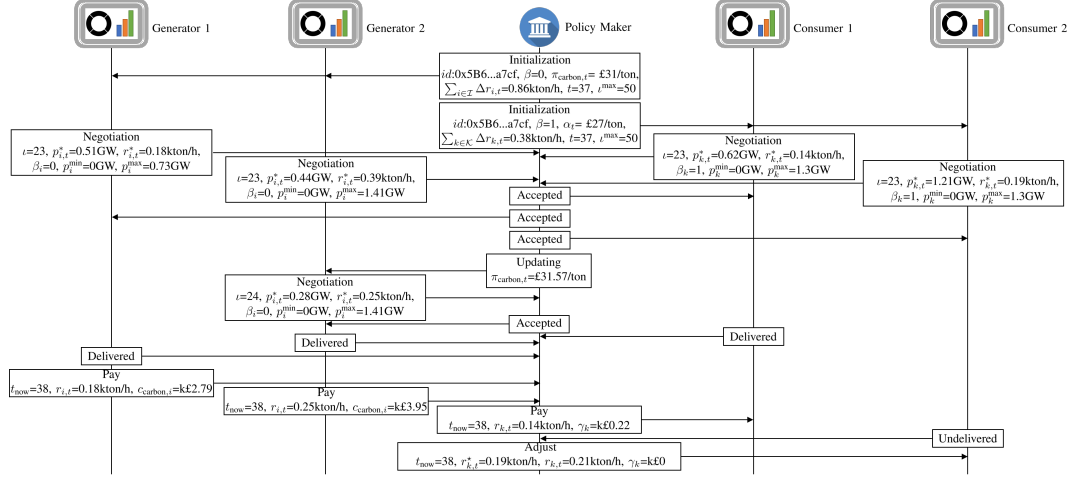 Generator 1
Generator 2
Policy Maker
Consumer 1
Consumer 2
Initialization
id:0x5B6...a7cf, β=0, π_carbon,t= £31/ton,
∑_i∈ℐ Δr_i,t=0.86kton/h, t=37, ι^max=50
Initialization
id:0x5B6...a7cf, β=1, α_t= £27/ton,
∑_k∈𝒦 Δr_k,t=0.38kton/h, t=37, ι^max=50
Negotiation
ι=23, p*_i,t=0.51GW, r*_i,t=0.18kton/h,
β_i=0, p_i^min=0GW, p_i^max=0.73GW
Negotiation
ι=23, p*_k,t=0.62GW, r*_k,t=0.14kton/h,
β_k=1, p_k^min=0GW, p_k^max=1.3GW
Negotiation
ι=23, p*_i,t=0.44GW, r*_i,t=0.39kton/h,
β_i=0, p_i^min=0GW, p_i^max=1.41GW
Negotiation
ι=23, p*_k,t=1.21GW, r*_k,t=0.19kton/h,
β_k=1, p_k^min=0GW, p_k^max=1.3GW
Accepted
Accepted
Accepted
Updating
π_carbon,t=£31.57/ton
Negotiation
ι=24, p*_i,t=0.28GW, r*_i,t=0.25kton/h,
β_i=0, p_i^min=0GW, p_i^max=1.41GW
Accepted
Delivered
Delivered
Delivered
Pay
t_now=38, r_i,t=0.18kton/h, c_carbon,i=k£2.79
Pay
t_now=38, r_i,t=0.25kton/h, c_carbon,i=k£3.95
Pay
t_now=38, r_k,t=0.14kton/h, γ_k=k£0.22
Undelivered
Adjust
t_now=38, r*_k,t=0.19kton/h, r_k,t=0.21kton/h, γ_k=k£0